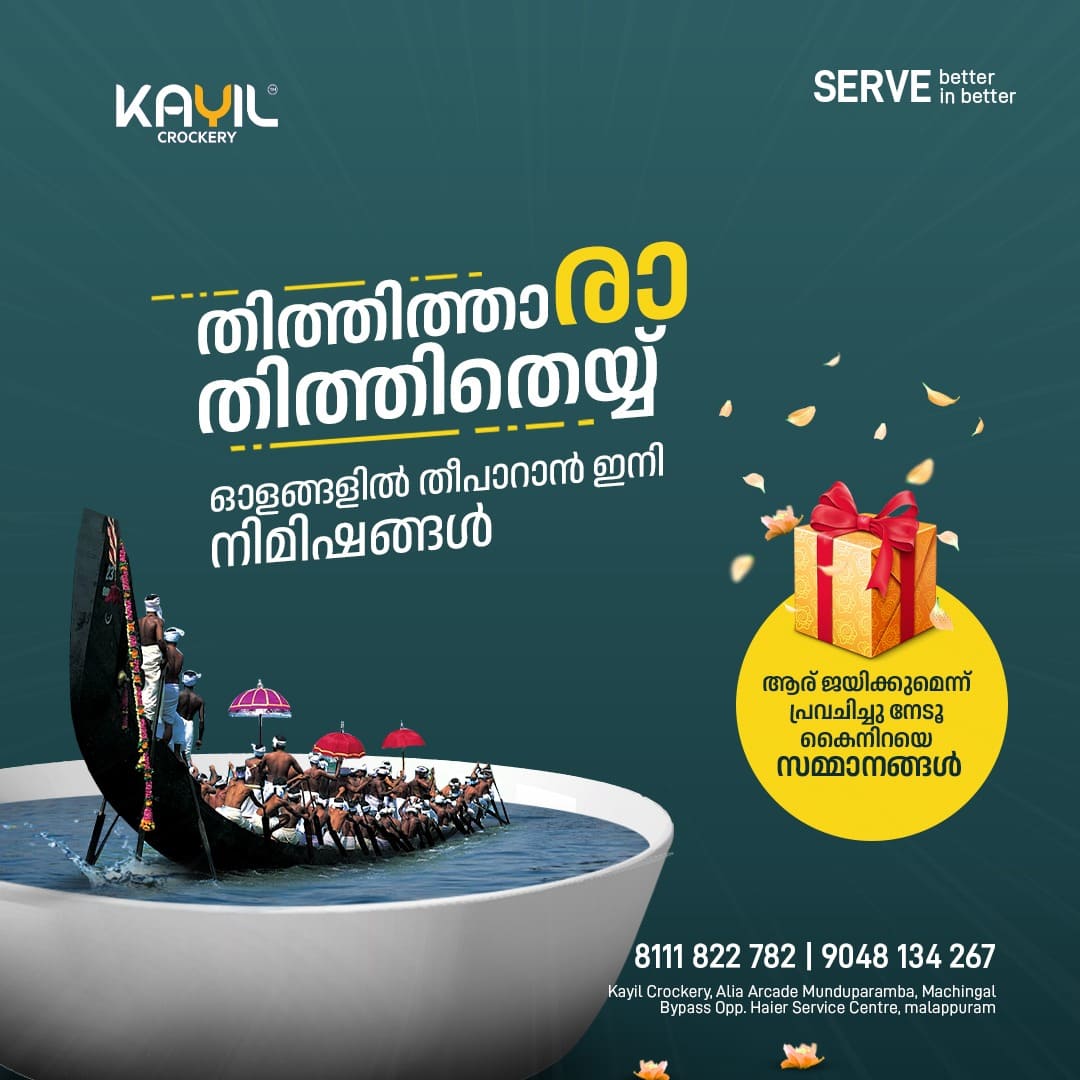 KAYIL™
CROCKERY
SERVE better
in better
തിത്തിത്താരാ
തിത്തിതെയ്യ്
ഓളങ്ങളിൽ തീപാറാൻ ഇനി
നിമിഷങ്ങൾ
ആര് ജയിക്കുമെന്ന്
പ്രവചിച്ചു നേടൂ
കൈനിറയെ
സമ്മാനങ്ങൾ
8111 822 782 | 9048 134 267
Kayil Crockery, Alia Arcade Munduparamba, Machingal
Bypass Opp. Haier Service Centre, malappuram